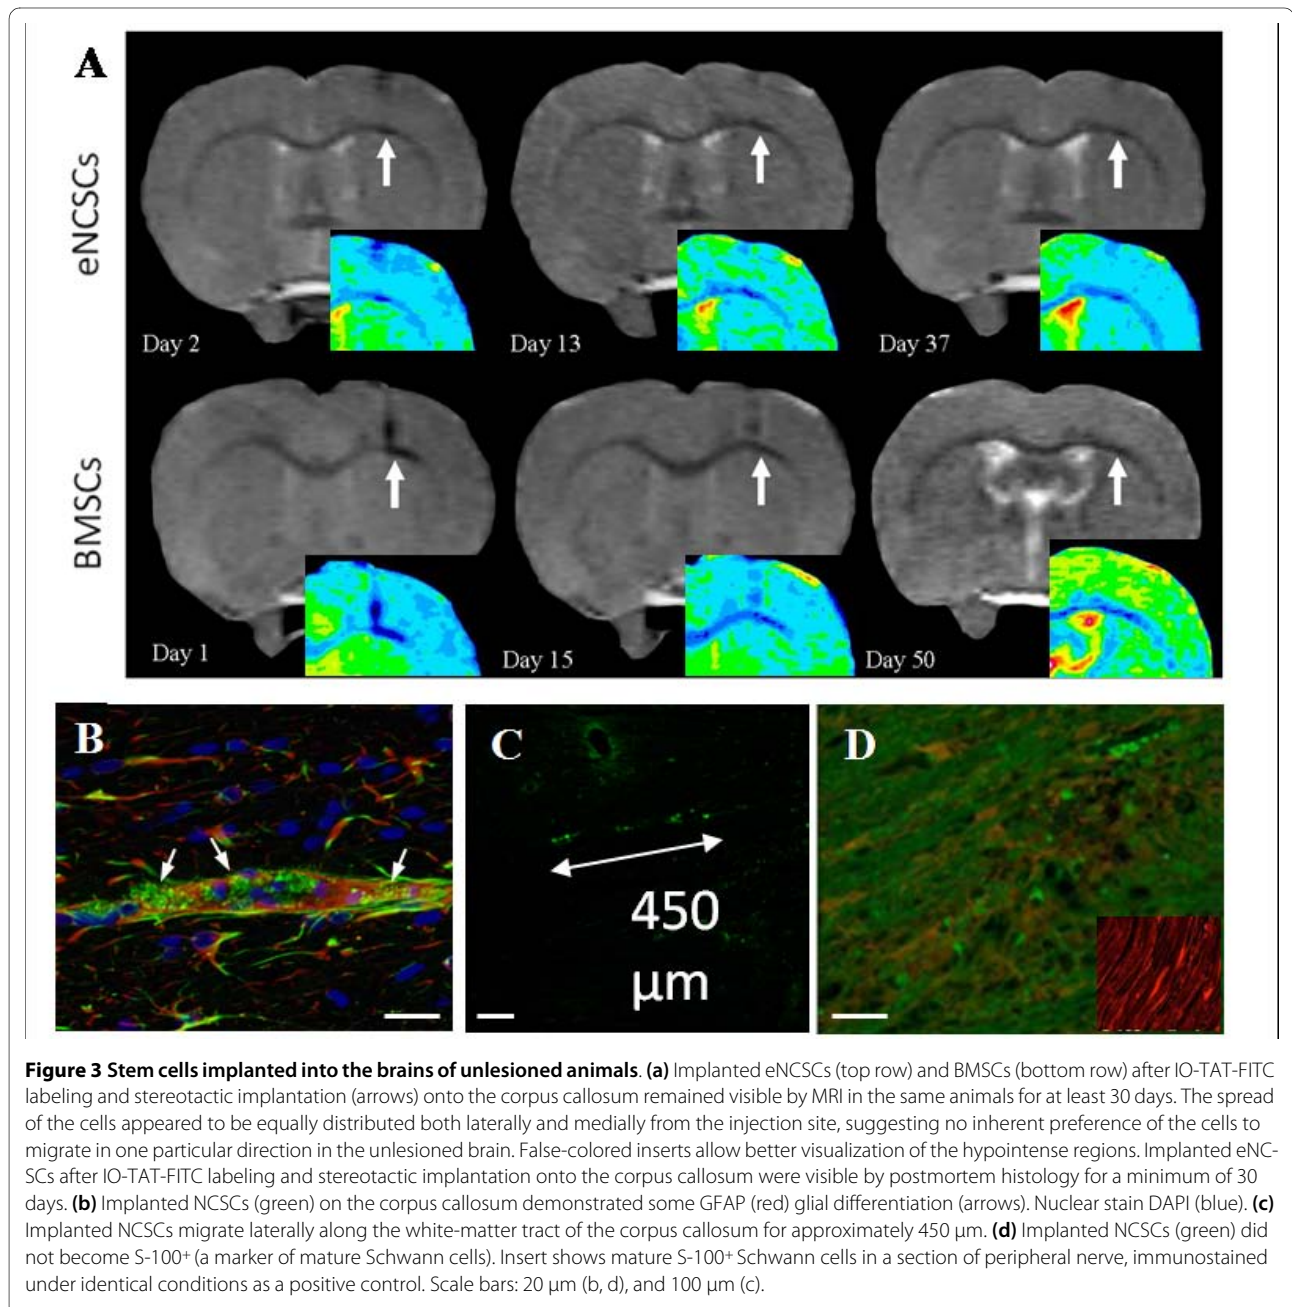 A
eNCSCs
Day 2
Day 13
Day 37
BMSCs
Day 1
Day 15
Day 50
B
C
450
µm
D
Figure 3 Stem cells implanted into the brains of unlesioned animals. (a) Implanted eNCSCs (top row) and BMSCs (bottom row) after IO-TAT-FITC
labeling and stereotactic implantation (arrows) onto the corpus callosum remained visible by MRI in the same animals for at least 30 days. The spread
of the cells appeared to be equally distributed both laterally and medially from the injection site, suggesting no inherent preference of the cells to
migrate in one particular direction in the unlesioned brain. False-colored inserts allow better visualization of the hypointense regions. Implanted eNC-
SCs after IO-TAT-FITC labeling and stereotactic implantation onto the corpus callosum were visible by postmortem histology for a minimum of 30
days. (b) Implanted NCSCs (green) on the corpus callosum demonstrated some GFAP (red) glial differentiation (arrows). Nuclear stain DAPI (blue). (c)
Implanted NCSCs migrate laterally along the white-matter tract of the corpus callosum for approximately 450 µm. (d) Implanted NCSCs (green) did
not become S-100⁺ (a marker of mature Schwann cells). Insert shows mature S-100⁺ Schwann cells in a section of peripheral nerve, immunostained
under identical conditions as a positive control. Scale bars: 20 µm (b, d), and 100 µm (c).